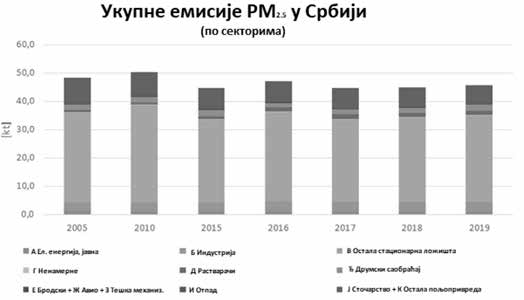 Укупне емисије PM2.5 у Србији
(по секторима)
60,0
50,0
40,0
[kt]
30,0
20,0
10,0
0,0
2005 2010 2015 2016 2017 2018 2019
А Ел. енергија, јавна Б Индустрија В Остала стационарна ложишта
Г Ненамерне Д Растварачи Ђ Друмски саобраћај
Е Бродски + Ж Авио + З Тешка механиз. И Отпад Ј Сточарство + К Остала пољопривреда